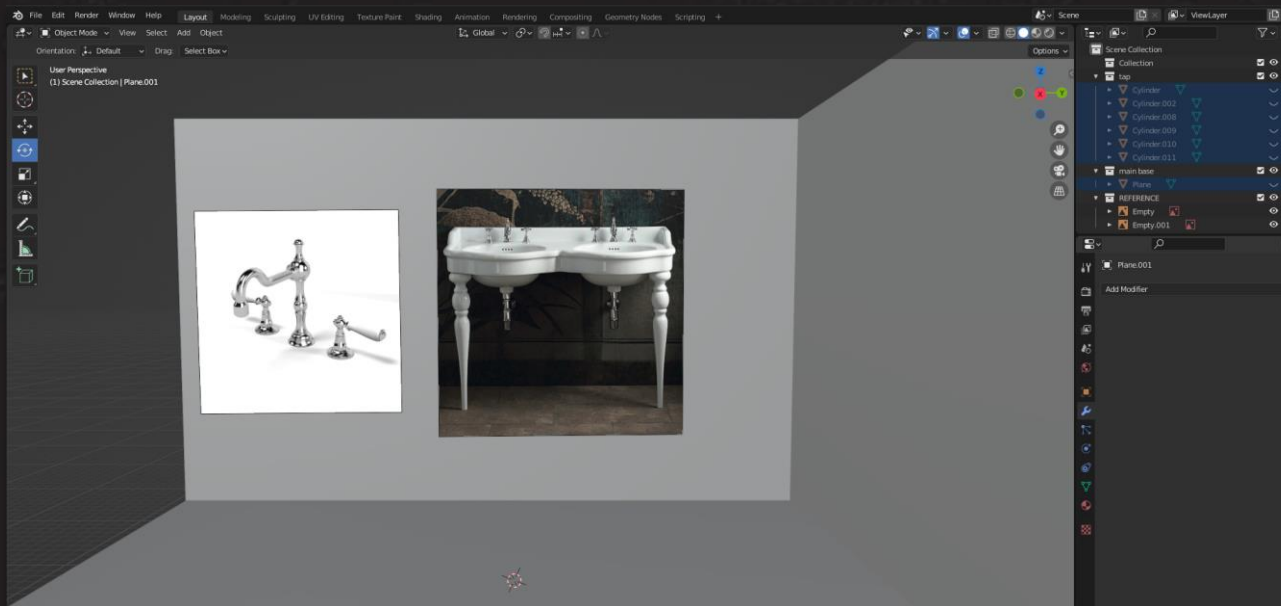 File Edit Render Window Help Layout Modeling Sculpting UV Editing Texture Paint Shading Animation Rendering Compositing Geometry Nodes Scripting + Scene ViewLayer
Object Mode View Select Add Object Global
Orientation: Default Drag: Select Box Options
User Perspective
(1) Scene Collection | Plane.001
Z
X
Y
Scene Collection
Collection
tap
Cylinder
Cylinder.002
Cylinder.008
Cylinder.009
Cylinder.010
Cylinder.011
main base
Plane
REFERENCE
Empty
Empty.001
Plane.001
Add Modifier